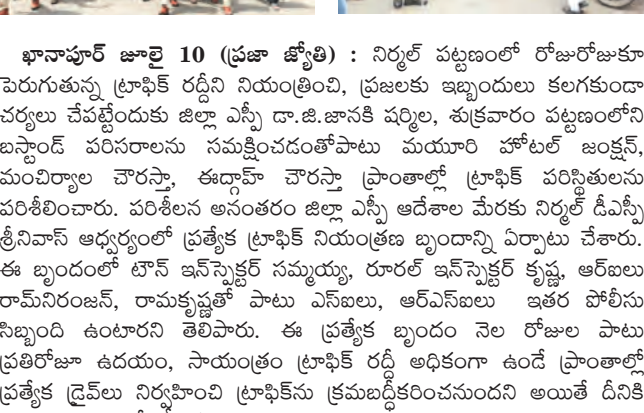 ఖానాపూర్ జూలై 10 (ప్రజా జ్యోతి) : నిర్మల్ పట్టణంలో రోజురోజుకూ
పెరుగుతున్న ట్రాఫిక్ రద్దీని నియంత్రించి, ప్రజలకు ఇబ్బందులు కలగకుండా
చర్యలు చేపట్టేందుకు జిల్లా ఎస్పీ డా.జి.జానకి షర్మిల, శుక్రవారం పట్టణంలోని
బస్టాండ్ పరిసరాలను సమక్షించడంతోపాటు మయూరి హోటల్ జంక్షన్,
మంచిర్యాల చౌరస్తా, ఈద్గాహ్ చౌరస్తా ప్రాంతాల్లో ట్రాఫిక్ పరిస్థితులను
పరిశీలించారు. పరిశీలన అనంతరం జిల్లా ఎస్పీ ఆదేశాల మేరకు నిర్మల్ డీఎస్పీ
శ్రీనివాస్ ఆధ్వర్యంలో ప్రత్యేక ట్రాఫిక్ నియంత్రణ బృందాన్ని ఏర్పాటు చేశారు.
ఈ బృందంలో టౌన్ ఇన్‌స్పెక్టర్ సమ్మయ్య, రూరల్ ఇన్‌స్పెక్టర్ కృష్ణ, ఆర్ఐలు
రామ్‌నిరంజన్, రామకృష్ణతో పాటు ఎస్ఐలు, ఆర్ఎస్ఐలు ఇతర పోలీసు
సిబ్బంది ఉంటారని తెలిపారు. ఈ ప్రత్యేక బృందం నెల రోజుల పాటు
ప్రతిరోజూ ఉదయం, సాయంత్రం ట్రాఫిక్ రద్దీ అధికంగా ఉండే ప్రాంతాల్లో
ప్రత్యేక డ్రైవ్‌లు నిర్వహించి ట్రాఫిక్‌ను క్రమబద్ధీకరించనుందని అయితే దీనికి